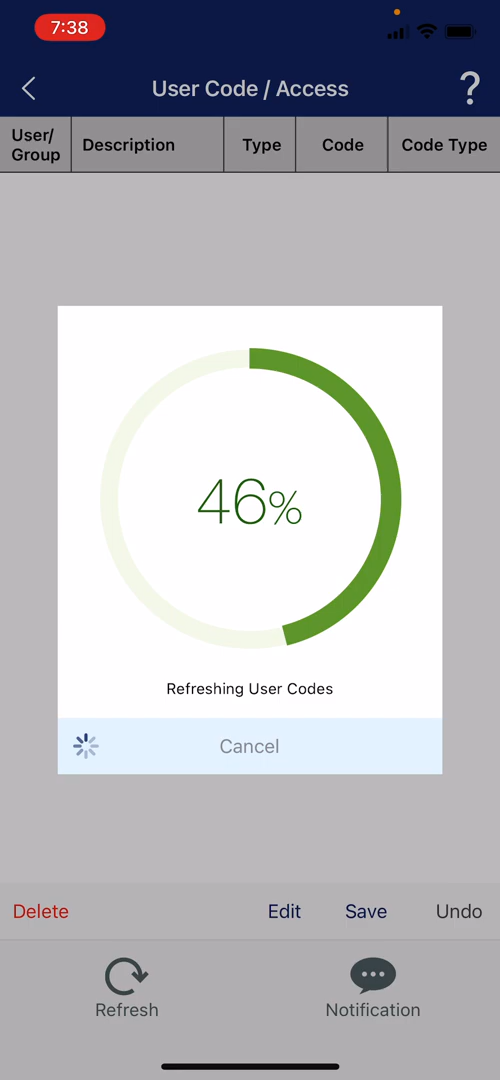 7:38
User Code / Access
?
User/
Group
Description
Type
Code
Code Type
46%
Refreshing User Codes
Cancel
Delete
Edit
Save
Undo
Refresh
Notification